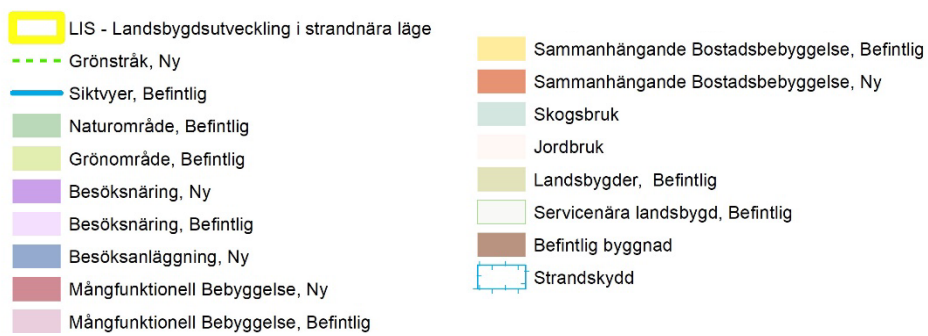 LIS - Landsbygdsutveckling i strandnära läge
Grönstråk, Ny
Siktvyer, Befintlig
Naturområde, Befintlig
Grönområde, Befintlig
Besöksnäring, Ny
Besöksnäring, Befintlig
Besöksanläggning, Ny
Mångfunktionell Bebyggelse, Ny
Mångfunktionell Bebyggelse, Befintlig
Sammanhängande Bostadsbebyggelse, Befintlig
Sammanhängande Bostadsbebyggelse, Ny
Skogsbruk
Jordbruk
Landsbygder, Befintlig
Servicenära landsbygd, Befintlig
Befintlig byggnad
Strandskydd